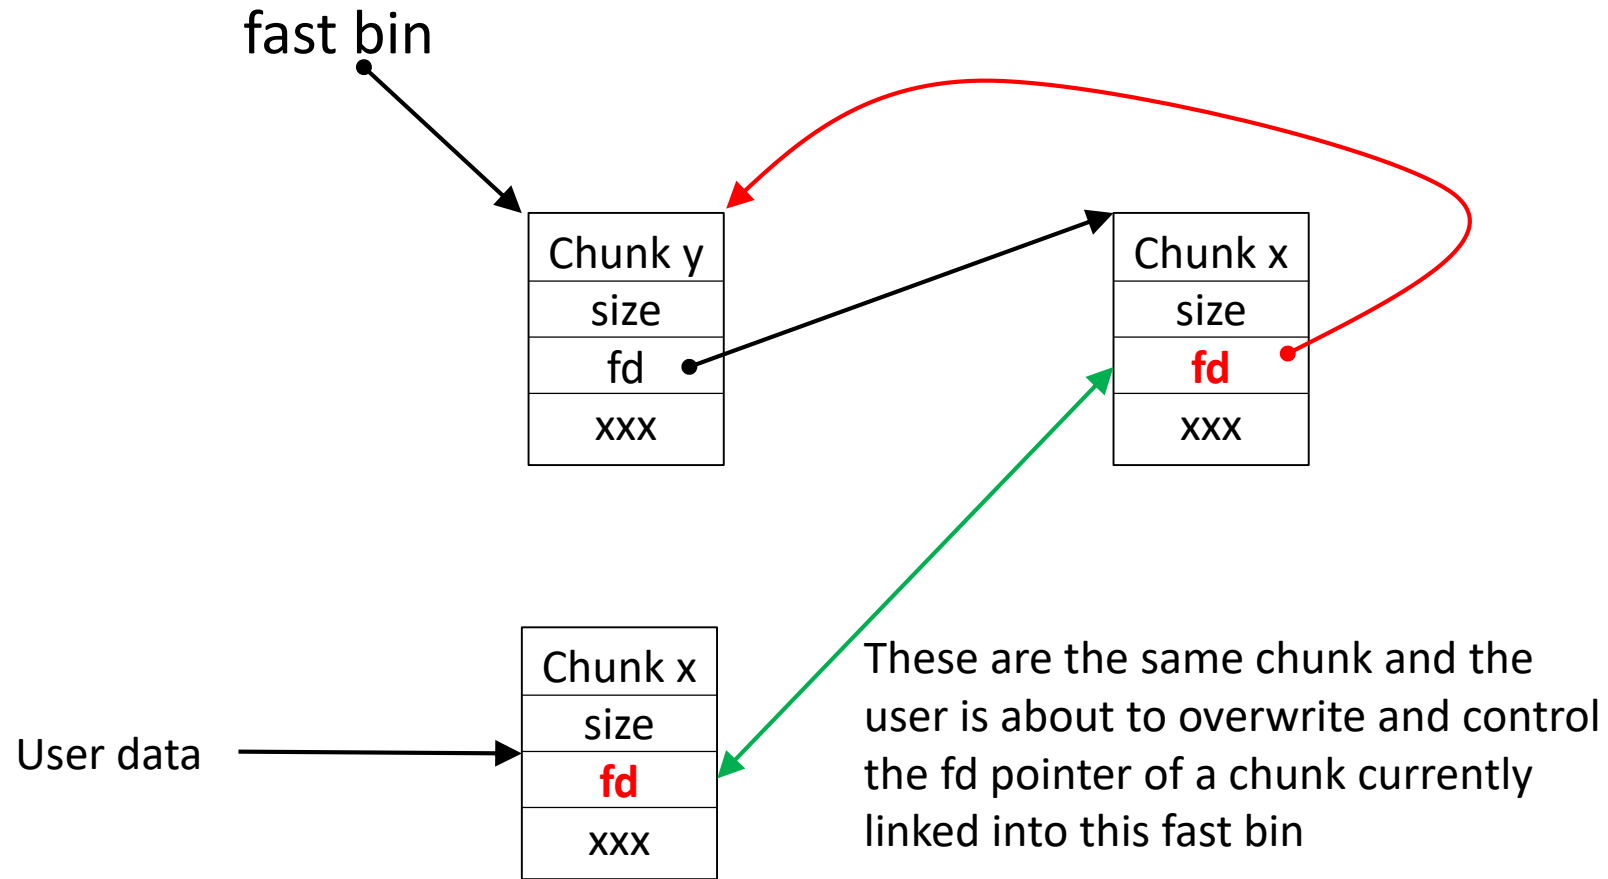 fast bin
Chunk y
size
fd
xxx
Chunk x
size
fd
xxx
User data
Chunk x
size
fd
xxx
These are the same chunk and the
user is about to overwrite and control
the fd pointer of a chunk currently
linked into this fast bin